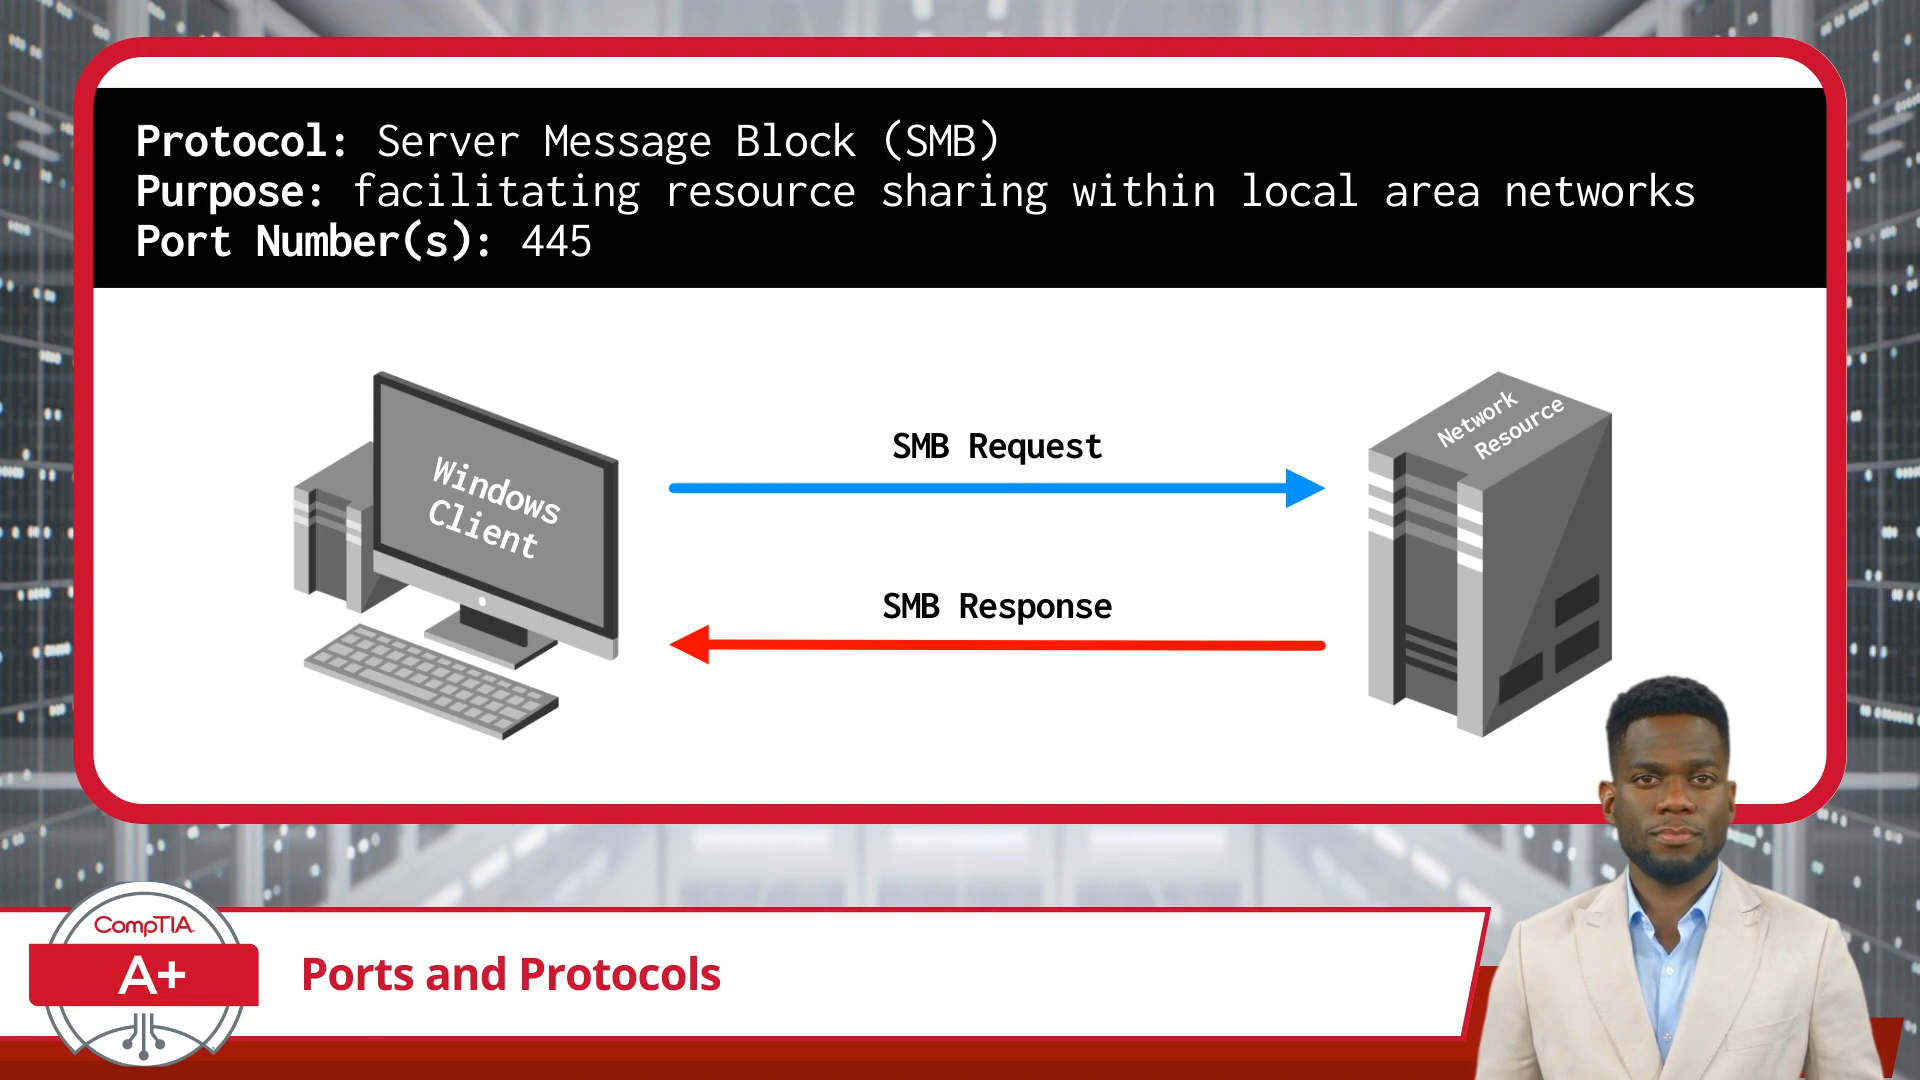 Protocol: Server Message Block (SMB)
Purpose: facilitating resource sharing within local area networks
Port Number(s): 445
Windows
Client
SMB Request
SMB Response
Network
Resource
CompTIA
A+
Ports and Protocols